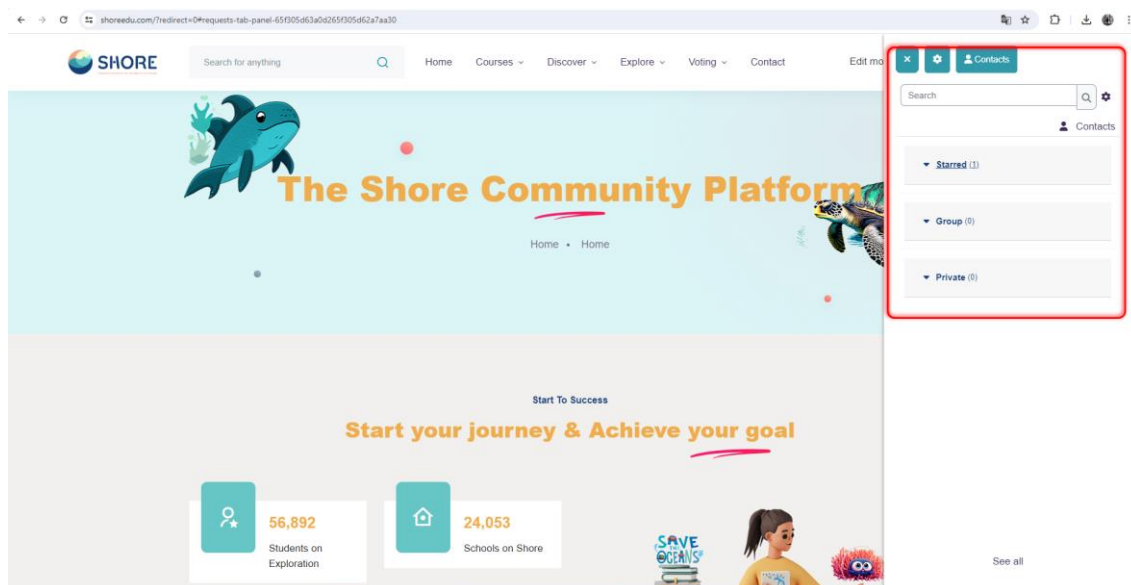 shoreedu.com/?redirect=0#requests-tab-panel-65f305d63a0d265f305d62a7aa30
SHORE
Search for anything
Home
Courses
Discover
Explore
Voting
Contact
Edit mo
Contacts
Search
Contacts
Starred (1)
Group (0)
Private (0)
See all
The Shore Community Platform
Home • Home
Start To Success
Start your journey & Achieve your goal
56,892
Students on
Exploration
24,053
Schools on Shore
SAVE
THE
OCEANS